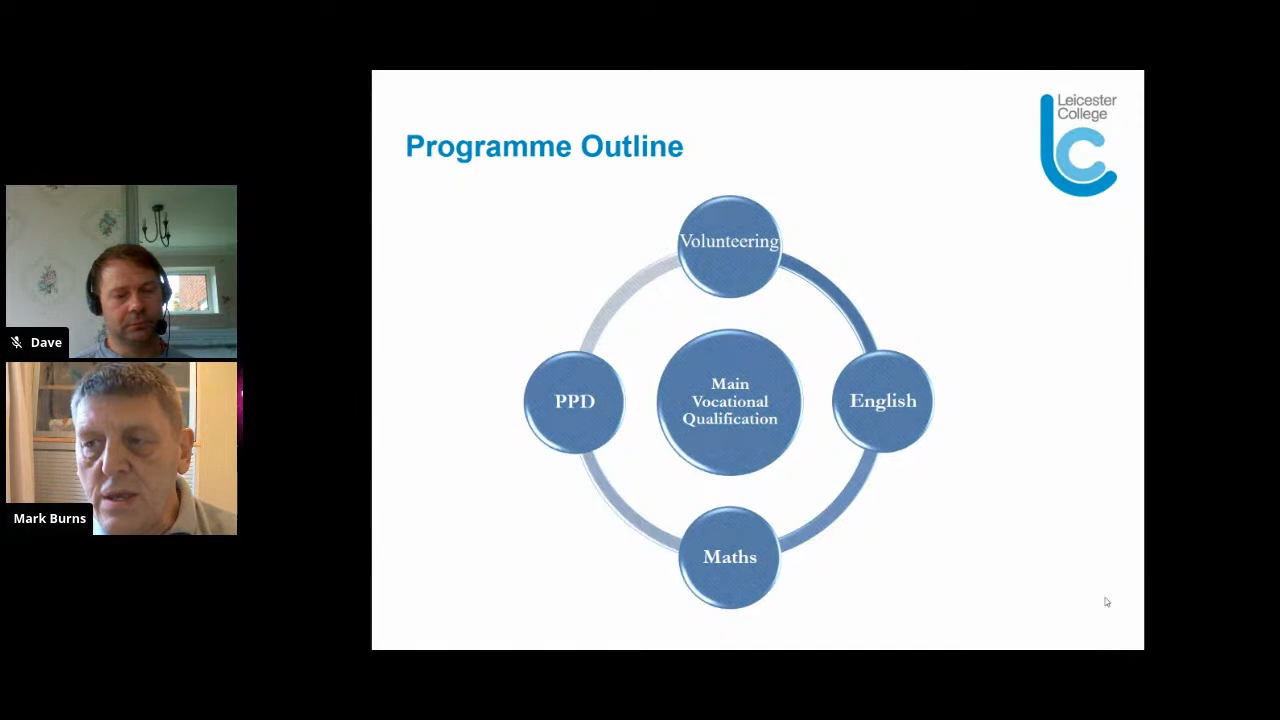 Leicester
College
Programme Outline
Volunteering
PPD
Main
Vocational
Qualification
English
Maths
Dave
Mark Burns